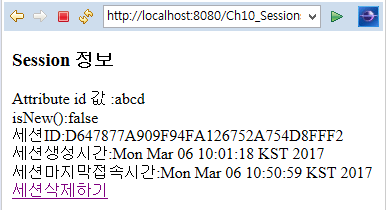 http://localhost:8080/Ch10_Session
Session 정보
Attribute id 값 :abcd
isNew():false
세션ID:D647877A909F94FA126752A754D8FFF2
세션생성시간:Mon Mar 06 10:01:18 KST 2017
세션마지막접속시간:Mon Mar 06 10:50:59 KST 2017
세션삭제하기